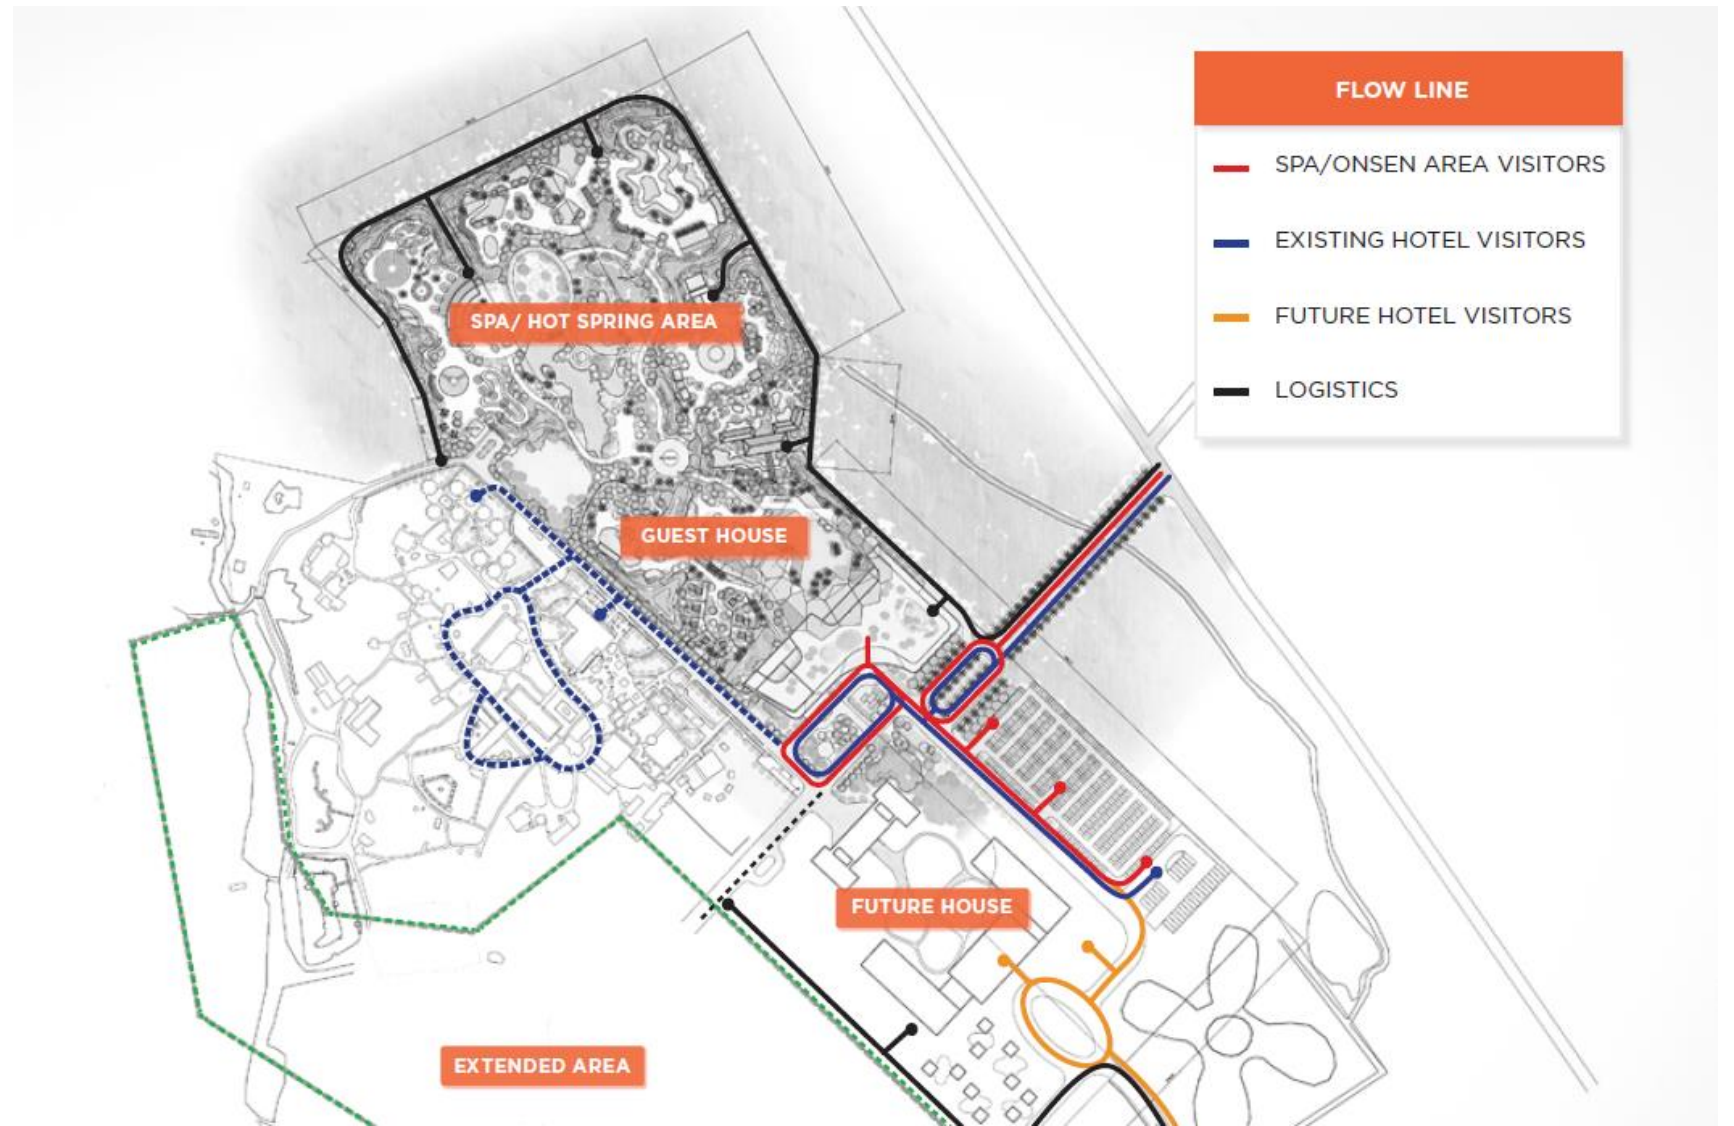 FLOW LINE
SPA/ONSEN AREA VISITORS
EXISTING HOTEL VISITORS
FUTURE HOTEL VISITORS
LOGISTICS
SPA/ HOT SPRING AREA
GUEST HOUSE
FUTURE HOUSE
EXTENDED AREA